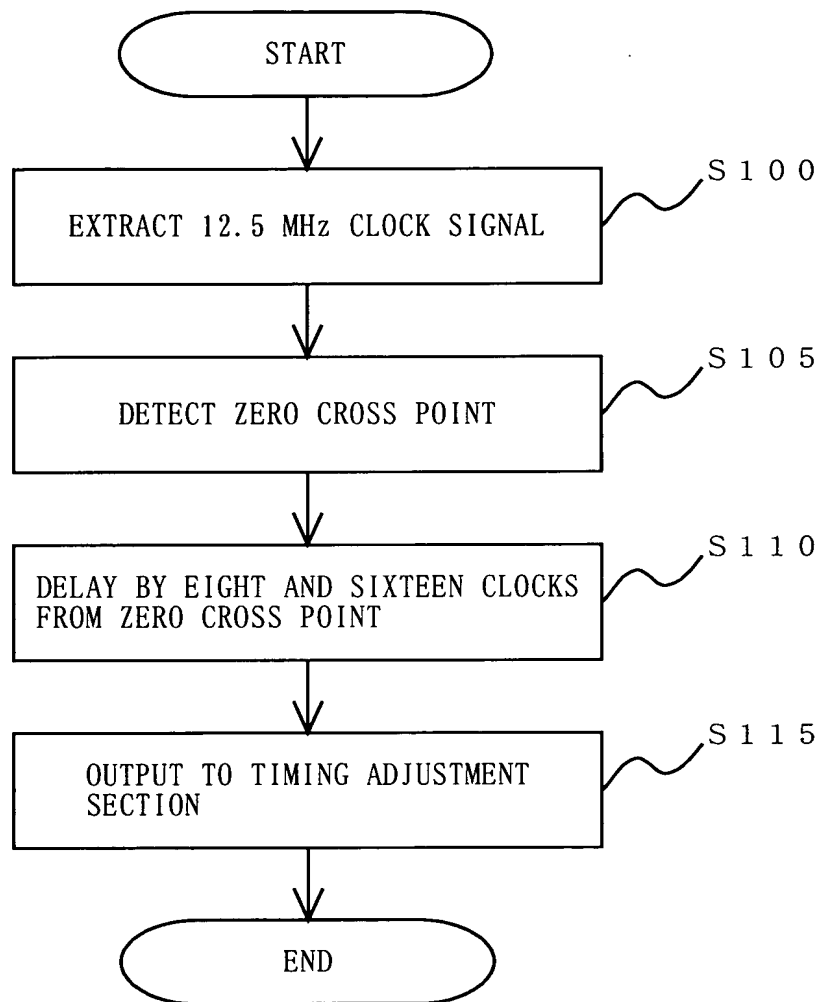 START
S100
EXTRACT 12.5 MHz CLOCK SIGNAL
S105
DETECT ZERO CROSS POINT
S110
DELAY BY EIGHT AND SIXTEEN CLOCKS
FROM ZERO CROSS POINT
S115
OUTPUT TO TIMING ADJUSTMENT
SECTION
END